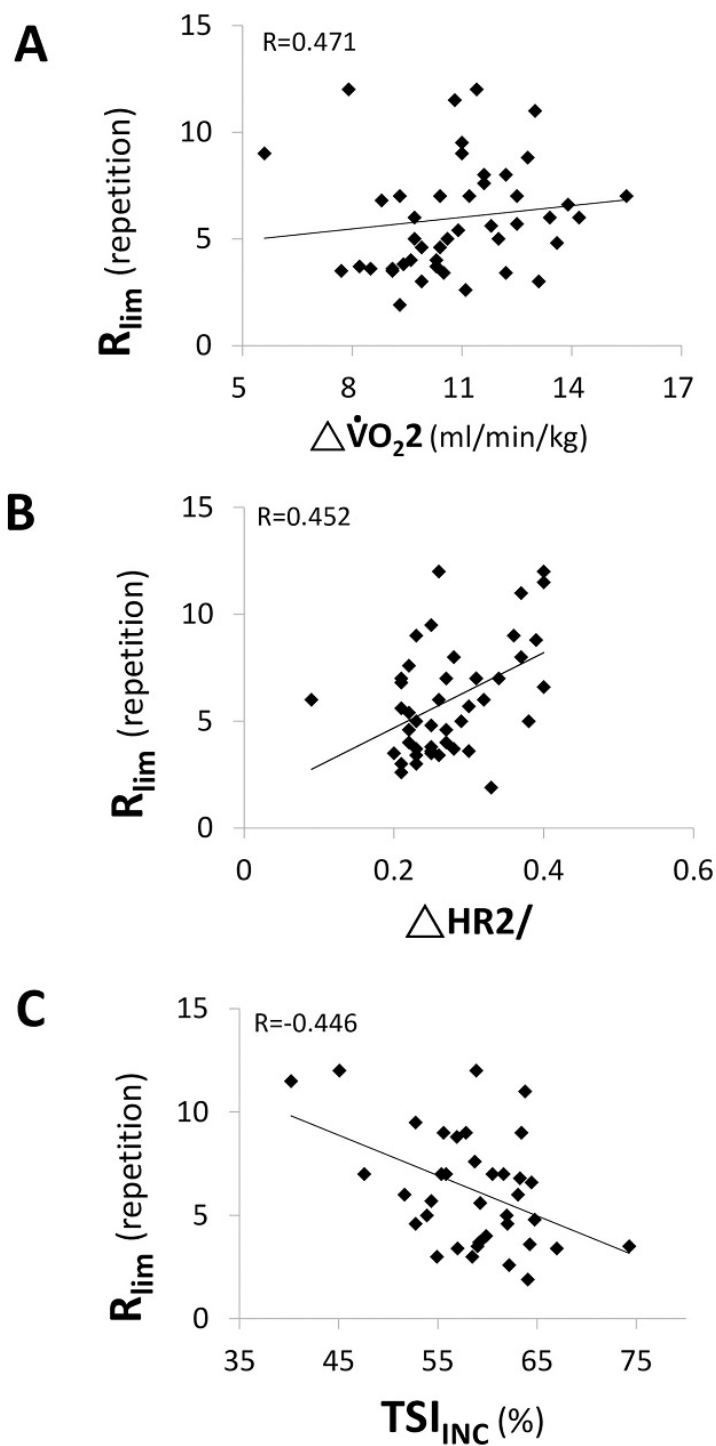 A
R=0.471
R_lim (repetition)
15
10
5
0
5 8 11 14 17
△V̇O₂2 (ml/min/kg)
B
R=0.452
R_lim (repetition)
15
10
5
0
0 0.2 0.4 0.6
△HR2/
C
R=-0.446
R_lim (repetition)
15
10
5
0
35 45 55 65 75
TSI_INC (%)